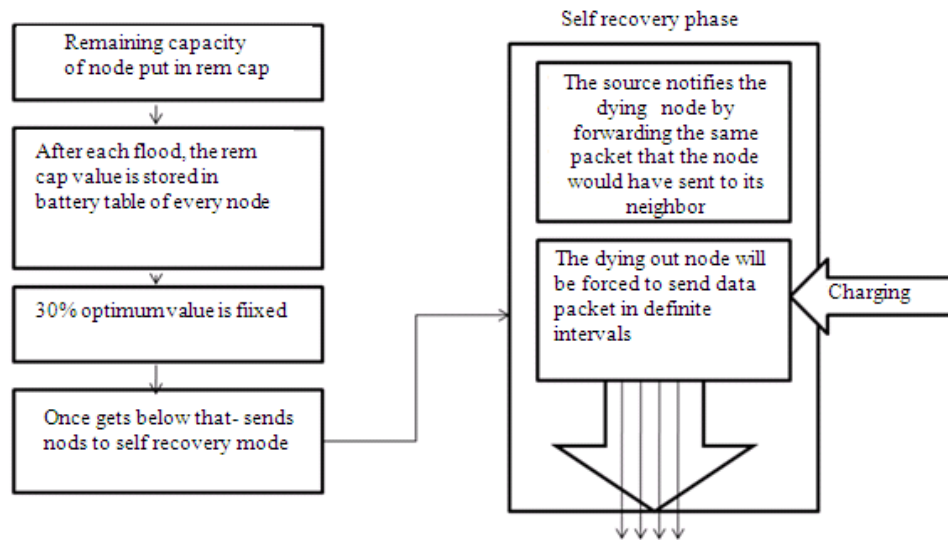 Remaining capacity
of node put in rem cap
After each flood, the rem
cap value is stored in
battery table of every node
30% optimum value is fiixed
Once gets below that- sends
nods to self recovery mode
Self recovery phase
The source notifies the
dying node by
forwarding the same
packet that the node
would have sent to its
neighbor
The dying out node will
be forced to send data
packet in definite
intervals
Charging